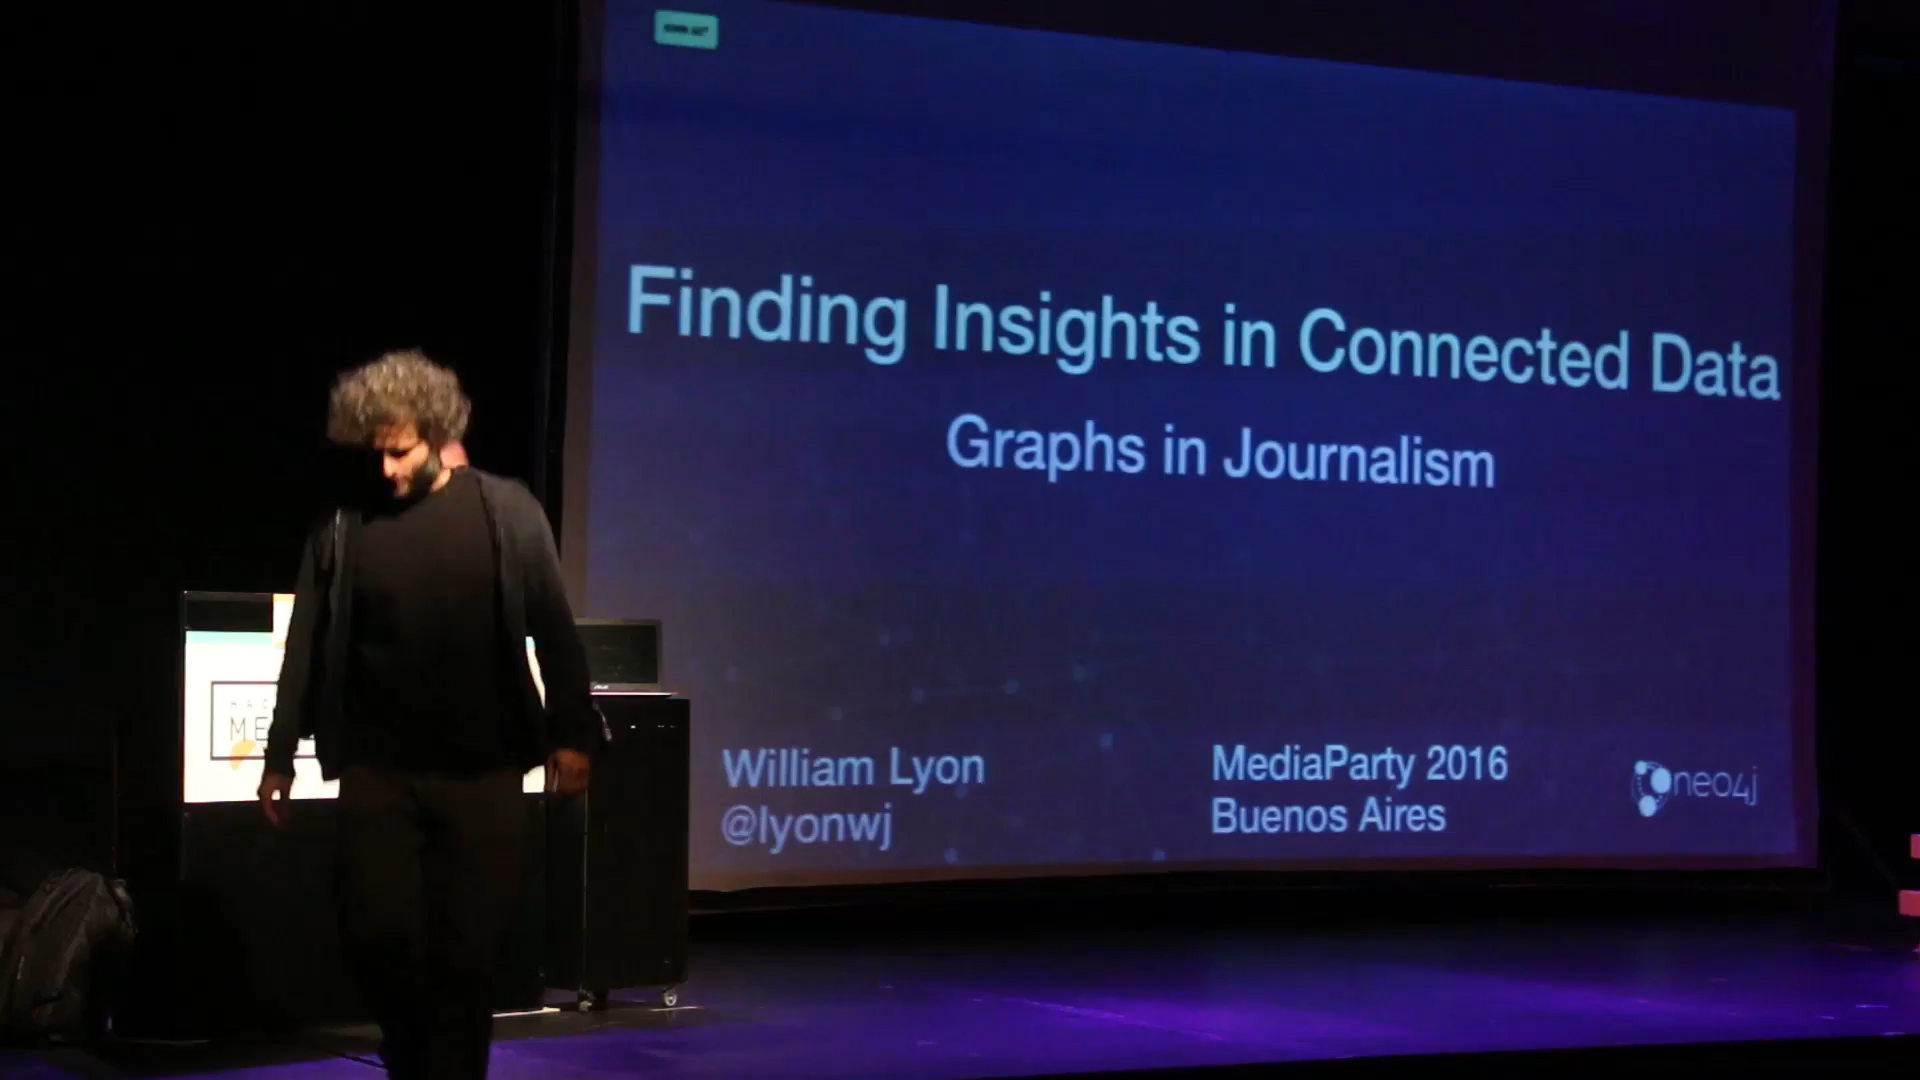 Finding Insights in Connected Data
Graphs in Journalism
William Lyon
@lyonwj
MediaParty 2016
Buenos Aires
neo4j